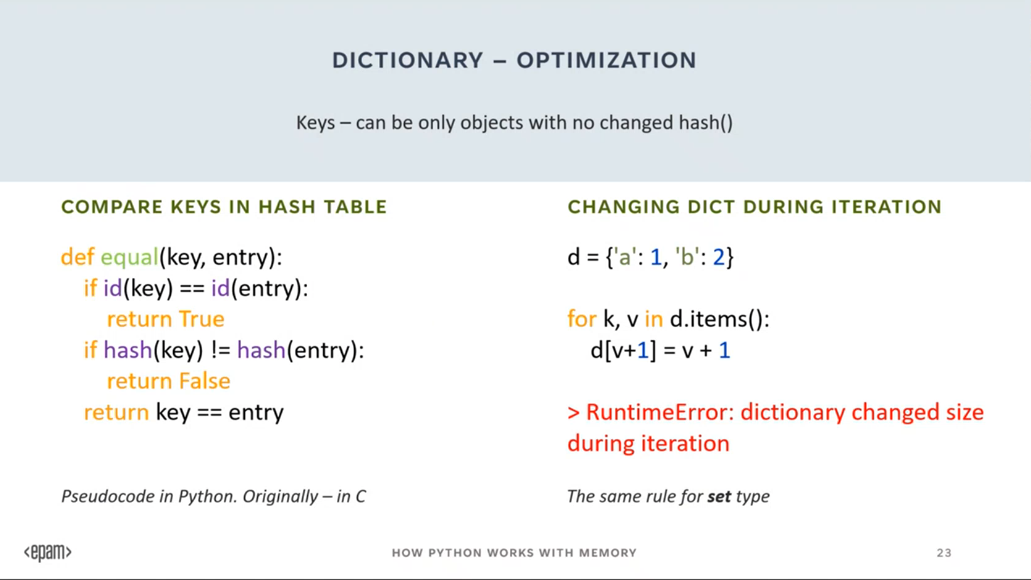 DICTIONARY – OPTIMIZATION
Keys – can be only objects with no changed hash()
COMPARE KEYS IN HASH TABLE
def equal(key, entry):
    if id(key) == id(entry):
        return True
    if hash(key) != hash(entry):
        return False
    return key == entry
Pseudocode in Python. Originally – in C
CHANGING DICT DURING ITERATION
d = {'a': 1, 'b': 2}
for k, v in d.items():
    d[v+1] = v + 1
> RuntimeError: dictionary changed size
during iteration
The same rule for set type
<epam>
HOW PYTHON WORKS WITH MEMORY
23